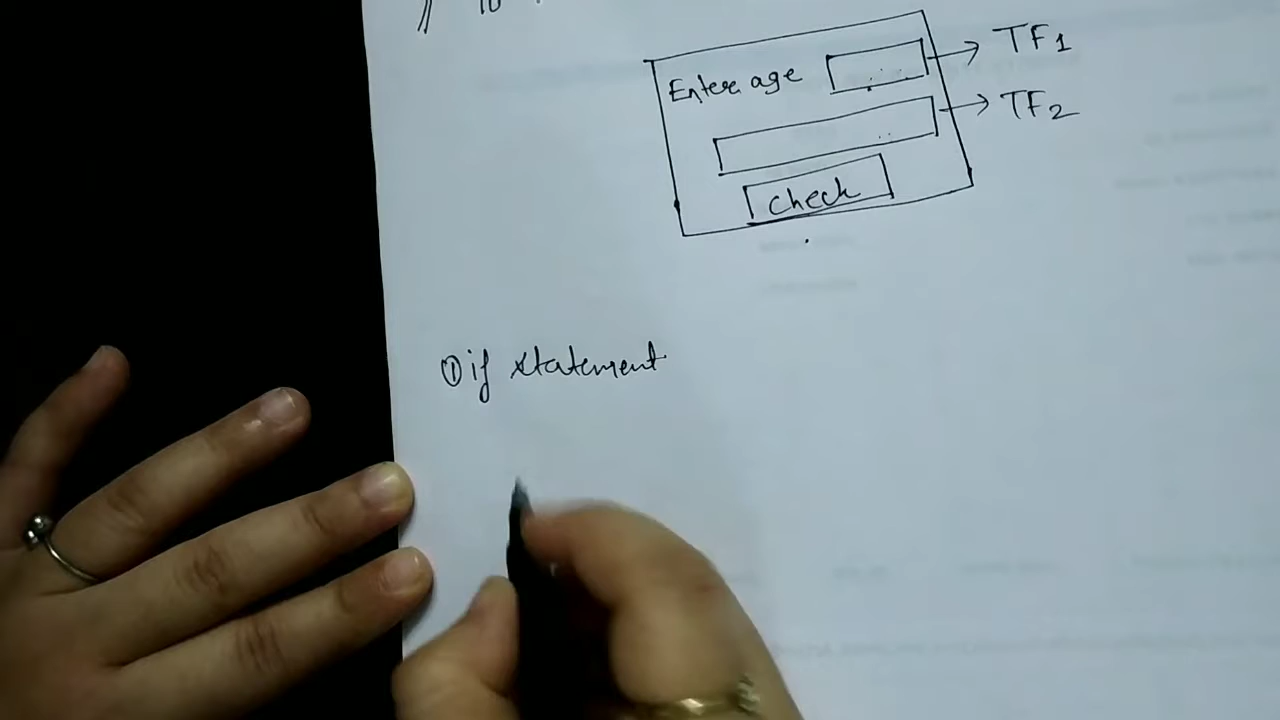 Enter age → TF1
→ TF2
check
① if statement